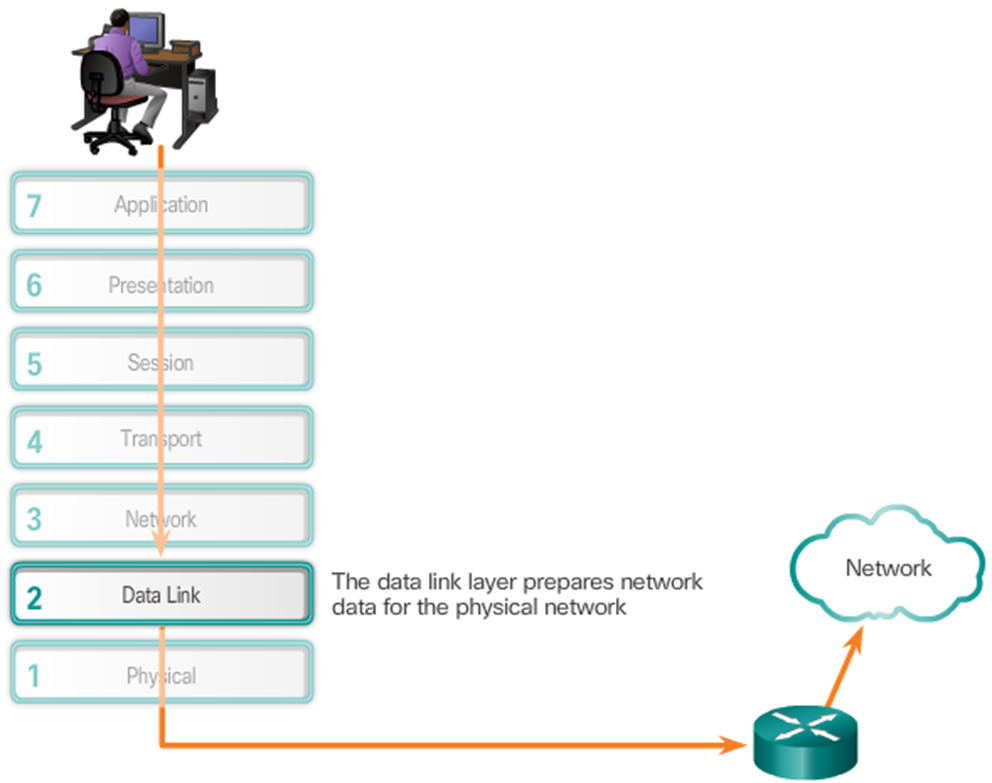 7 Application
6 Presentation
5 Session
4 Transport
3 Network
2 Data Link
The data link layer prepares network
data for the physical network
1 Physical
Network